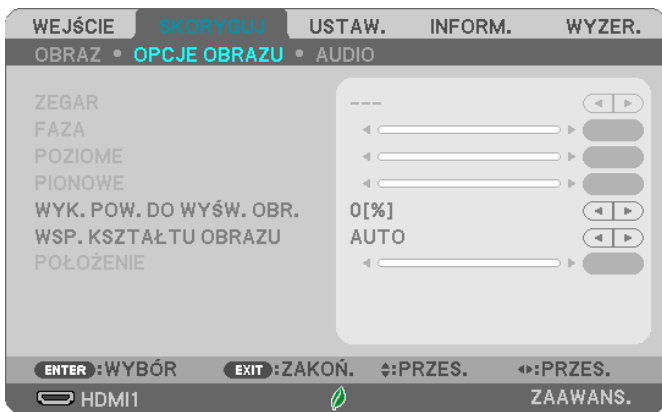 WEJŚCIE SKORYGUJ USTAW. INFORM. WYZER.
OBRAZ • OPCJE OBRAZU • AUDIO
ZEGAR ---
FAZA
POZIOME
PIONOWE
WYK. POW. DO WYŚW. OBR. 0[%]
WSP. KSZTAŁTU OBRAZU AUTO
POŁOŻENIE
ENTER :WYBÓR EXIT :ZAKOŃ. :PRZES. :PRZES.
HDMI1 ZAAWANS.